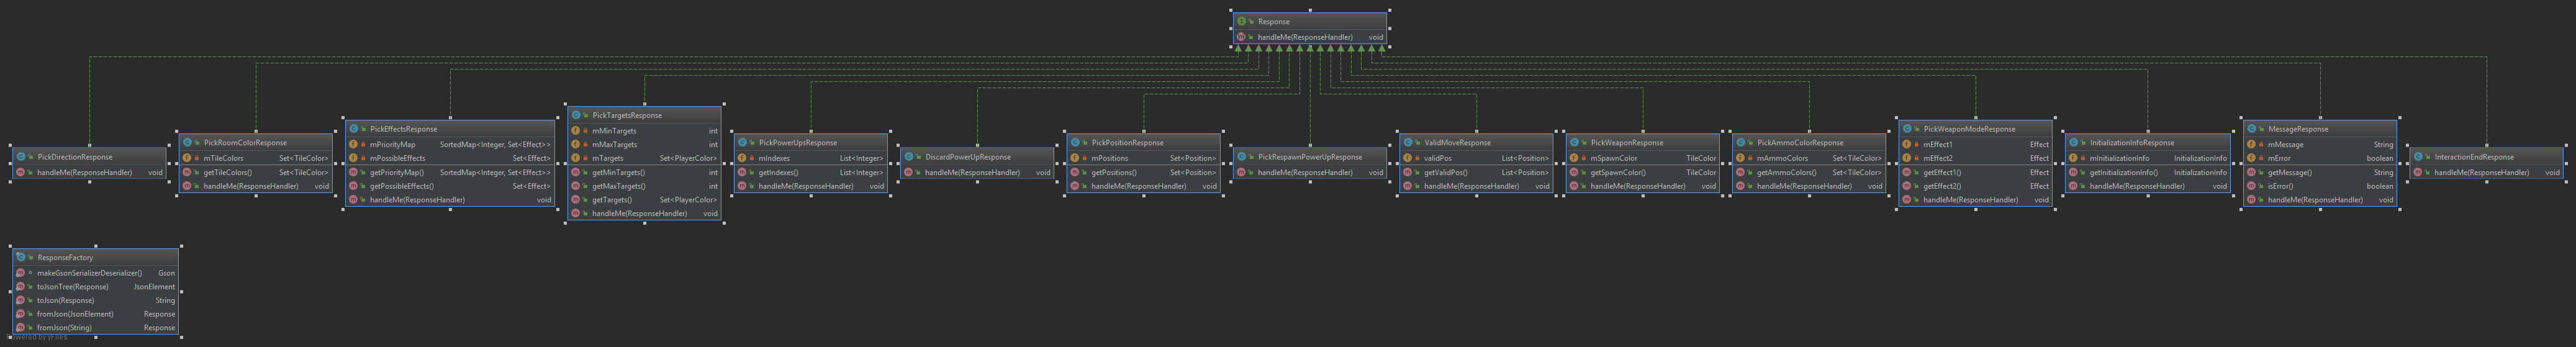 Response
handleMe(ResponseHandler) void
PickDirectionResponse
handleMe(ResponseHandler) void
PickRoomColorResponse
mTileColors Set<TileColor>
getTileColors() Set<TileColor>
handleMe(ResponseHandler) void
PickEffectsResponse
mPriorityMap SortedMap<Integer, Set<Effect>>
mPossibleEffects Set<Effect>
getPriorityMap() SortedMap<Integer, Set<Effect>>
getPossibleEffects() Set<Effect>
handleMe(ResponseHandler) void
PickTargetsResponse
mMinTargets int
mMaxTargets int
mTargets Set<PlayerColor>
getMinTargets() int
getMaxTargets() int
getTargets() Set<PlayerColor>
handleMe(ResponseHandler) void
PickPowerUpsResponse
mIndexes List<Integer>
getIndexes() List<Integer>
handleMe(ResponseHandler) void
DiscardPowerUpResponse
handleMe(ResponseHandler) void
PickPositionResponse
mPositions Set<Position>
getPositions() Set<Position>
handleMe(ResponseHandler) void
PickRespawnPowerUpResponse
handleMe(ResponseHandler) void
ValidMoveResponse
validPos List<Position>
getValidPos() List<Position>
handleMe(ResponseHandler) void
PickWeaponResponse
mSpawnColor TileColor
getSpawnColor() TileColor
handleMe(ResponseHandler) void
PickAmmoColorResponse
mAmmoColors Set<TileColor>
getAmmoColors() Set<TileColor>
handleMe(ResponseHandler) void
PickWeaponModeResponse
mEffect1 Effect
mEffect2 Effect
getEffect1() Effect
getEffect2() Effect
handleMe(ResponseHandler) void
InitializationInfoResponse
mInitializationInfo InitializationInfo
getInitializationInfo() InitializationInfo
handleMe(ResponseHandler) void
MessageResponse
mMessage String
mError boolean
getMessage() String
isError() boolean
handleMe(ResponseHandler) void
InteractionEndResponse
handleMe(ResponseHandler) void
ResponseFactory
makeGsonSerializerDeserializer() Gson
toJsonTree(Response) JsonElement
toJson(Response) String
fromJson(JsonElement) Response
fromJson(String) Response
Powered by yFiles